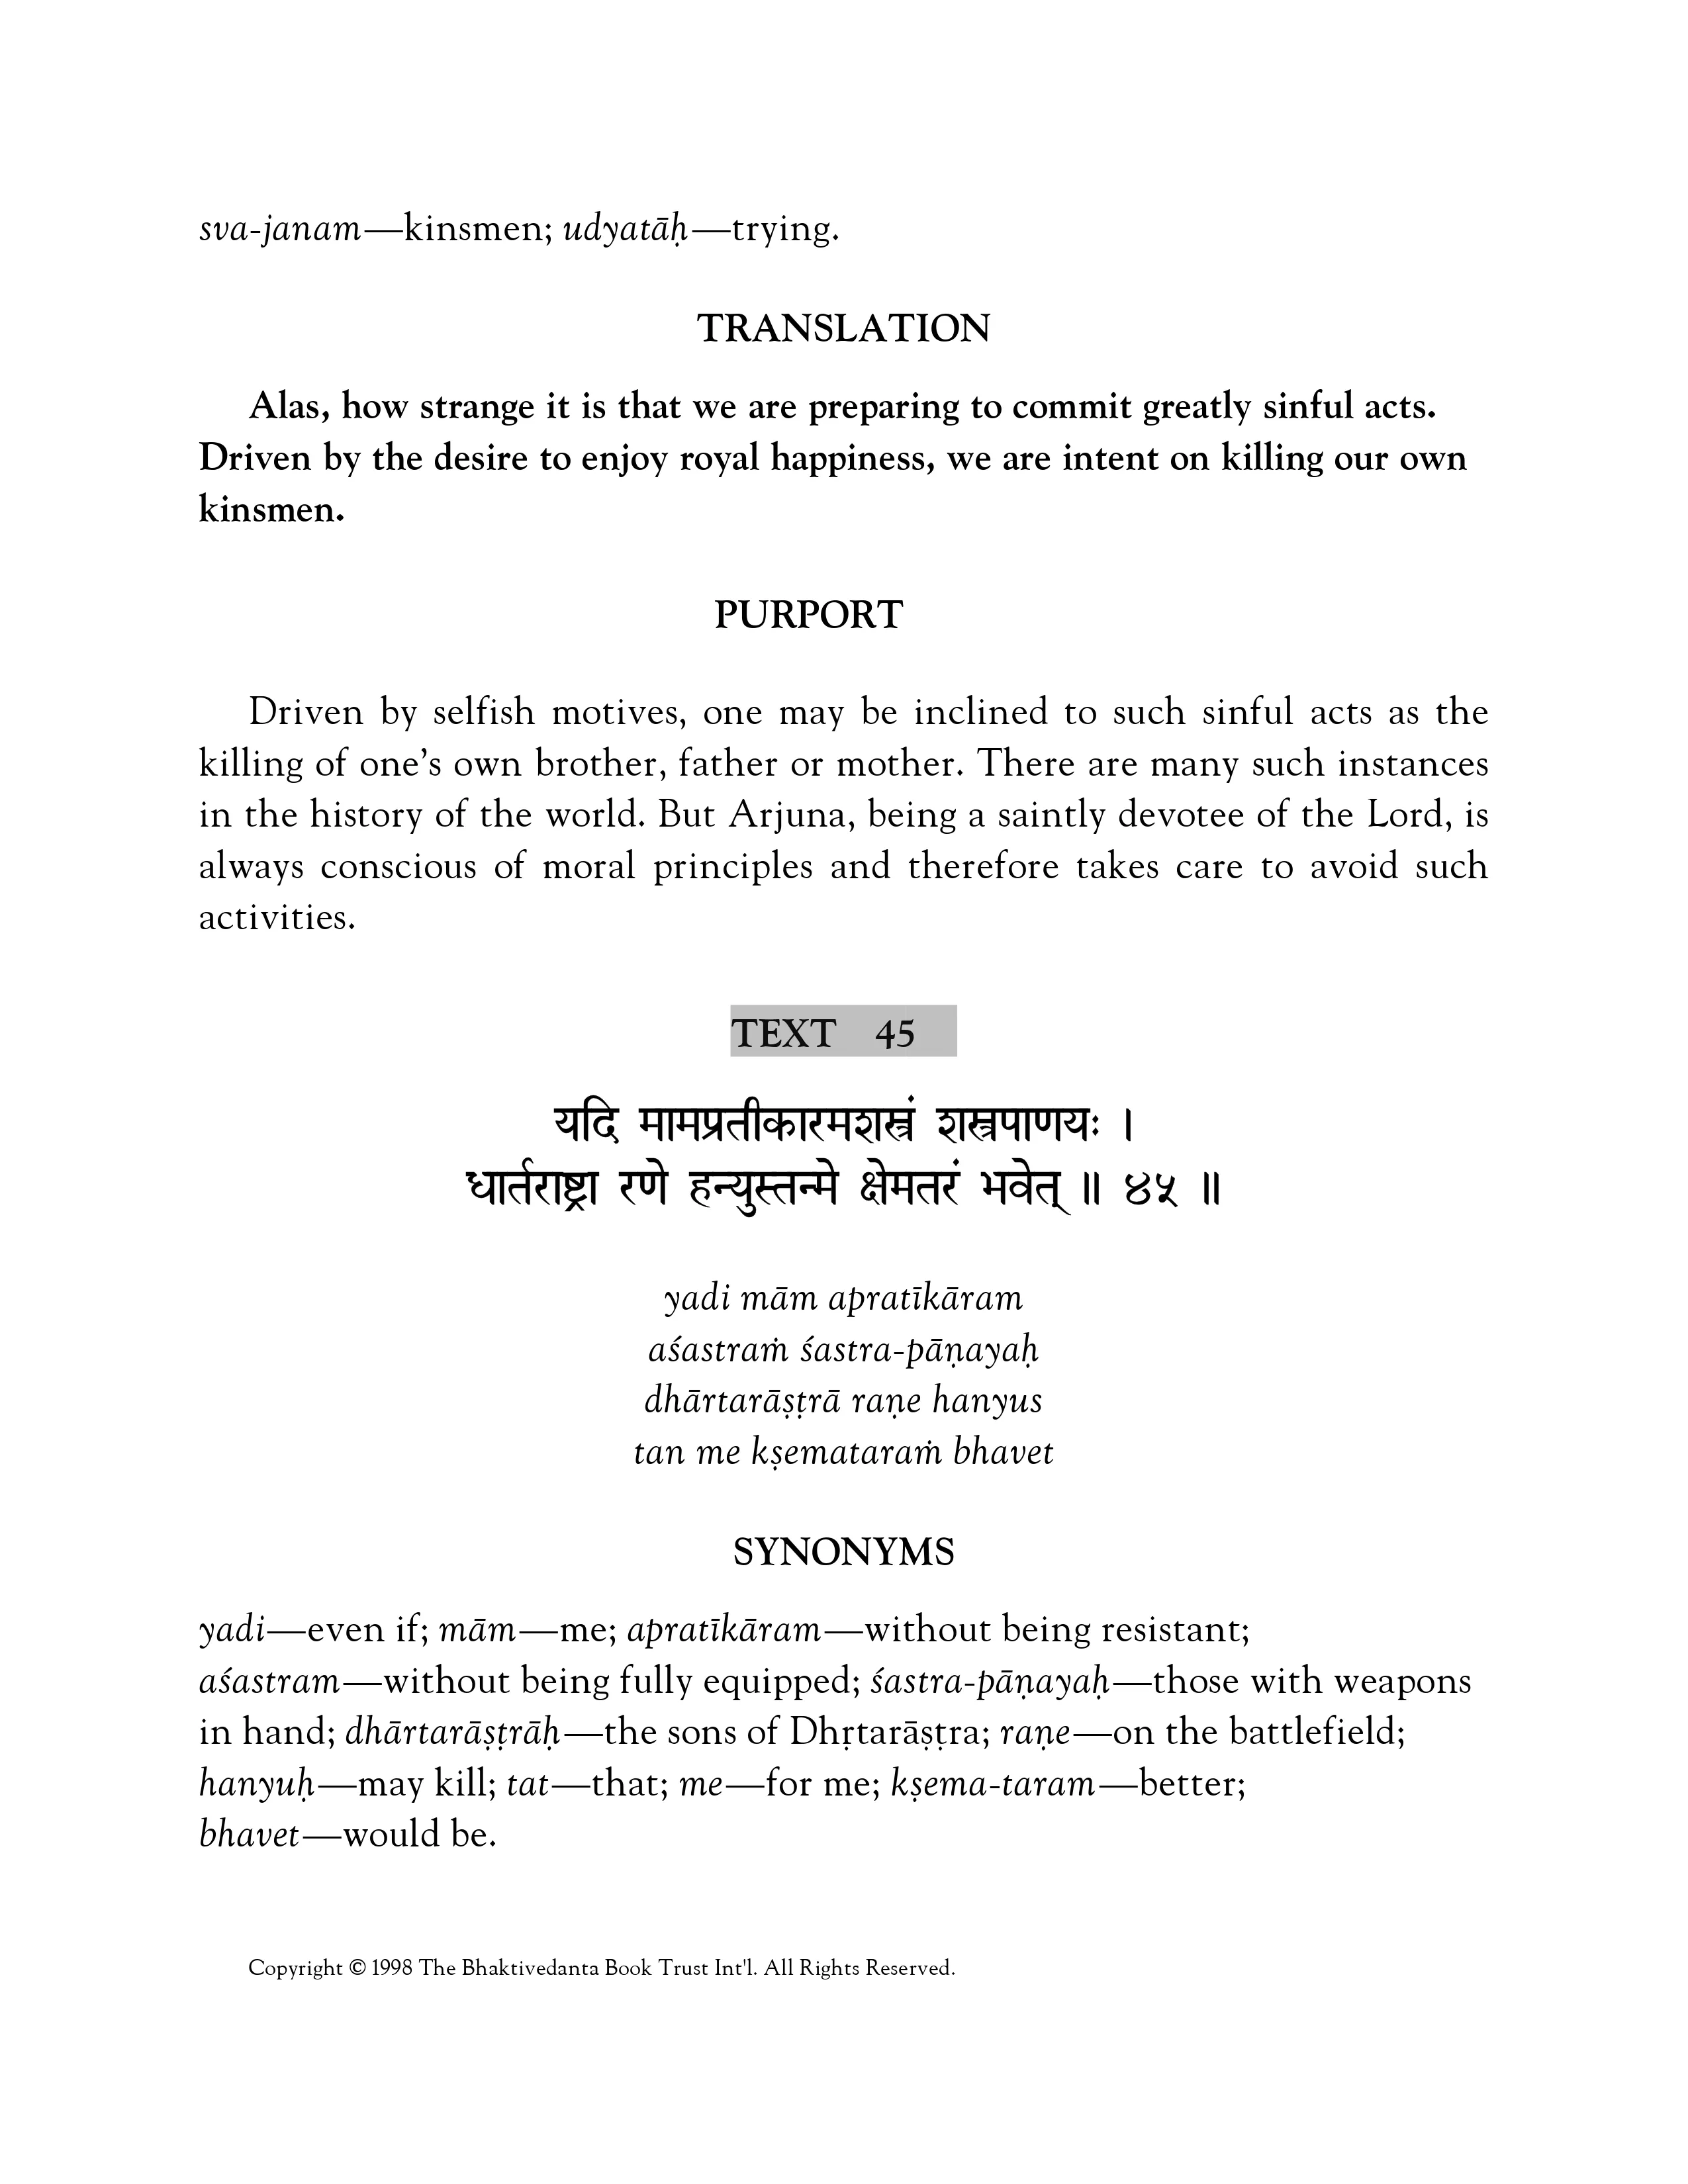 sva-janam—kinsmen; udyatāḥ—trying.
TRANSLATION
Alas, how strange it is that we are preparing to commit greatly sinful acts.
Driven by the desire to enjoy royal happiness, we are intent on killing our own
kinsmen.
PURPORT
Driven by selfish motives, one may be inclined to such sinful acts as the
killing of one’s own brother, father or mother. There are many such instances
in the history of the world. But Arjuna, being a saintly devotee of the Lord, is
always conscious of moral principles and therefore takes care to avoid such
activities.
TEXT 45
यदि मामप्रतीकारमशस्त्रं शस्त्रपाणयः ।
धार्तराष्ट्रा रणे हन्युस्तन्मे क्षेमतरं भवेत् ॥ ४५ ॥
yadi mām apratīkāram
aśastraṁ śastra-pāṇayaḥ
dhārtarāṣṭrā raṇe hanyus
tan me kṣemataraṁ bhavet
SYNONYMS
yadi—even if; mām—me; apratīkāram—without being resistant;
aśastram—without being fully equipped; śastra-pāṇayaḥ—those with weapons
in hand; dhārtarāṣṭrāḥ—the sons of Dhṛtarāṣṭra; raṇe—on the battlefield;
hanyuḥ—may kill; tat—that; me—for me; kṣema-taram—better;
bhavet—would be.
Copyright © 1998 The Bhaktivedanta Book Trust Int'l. All Rights Reserved.